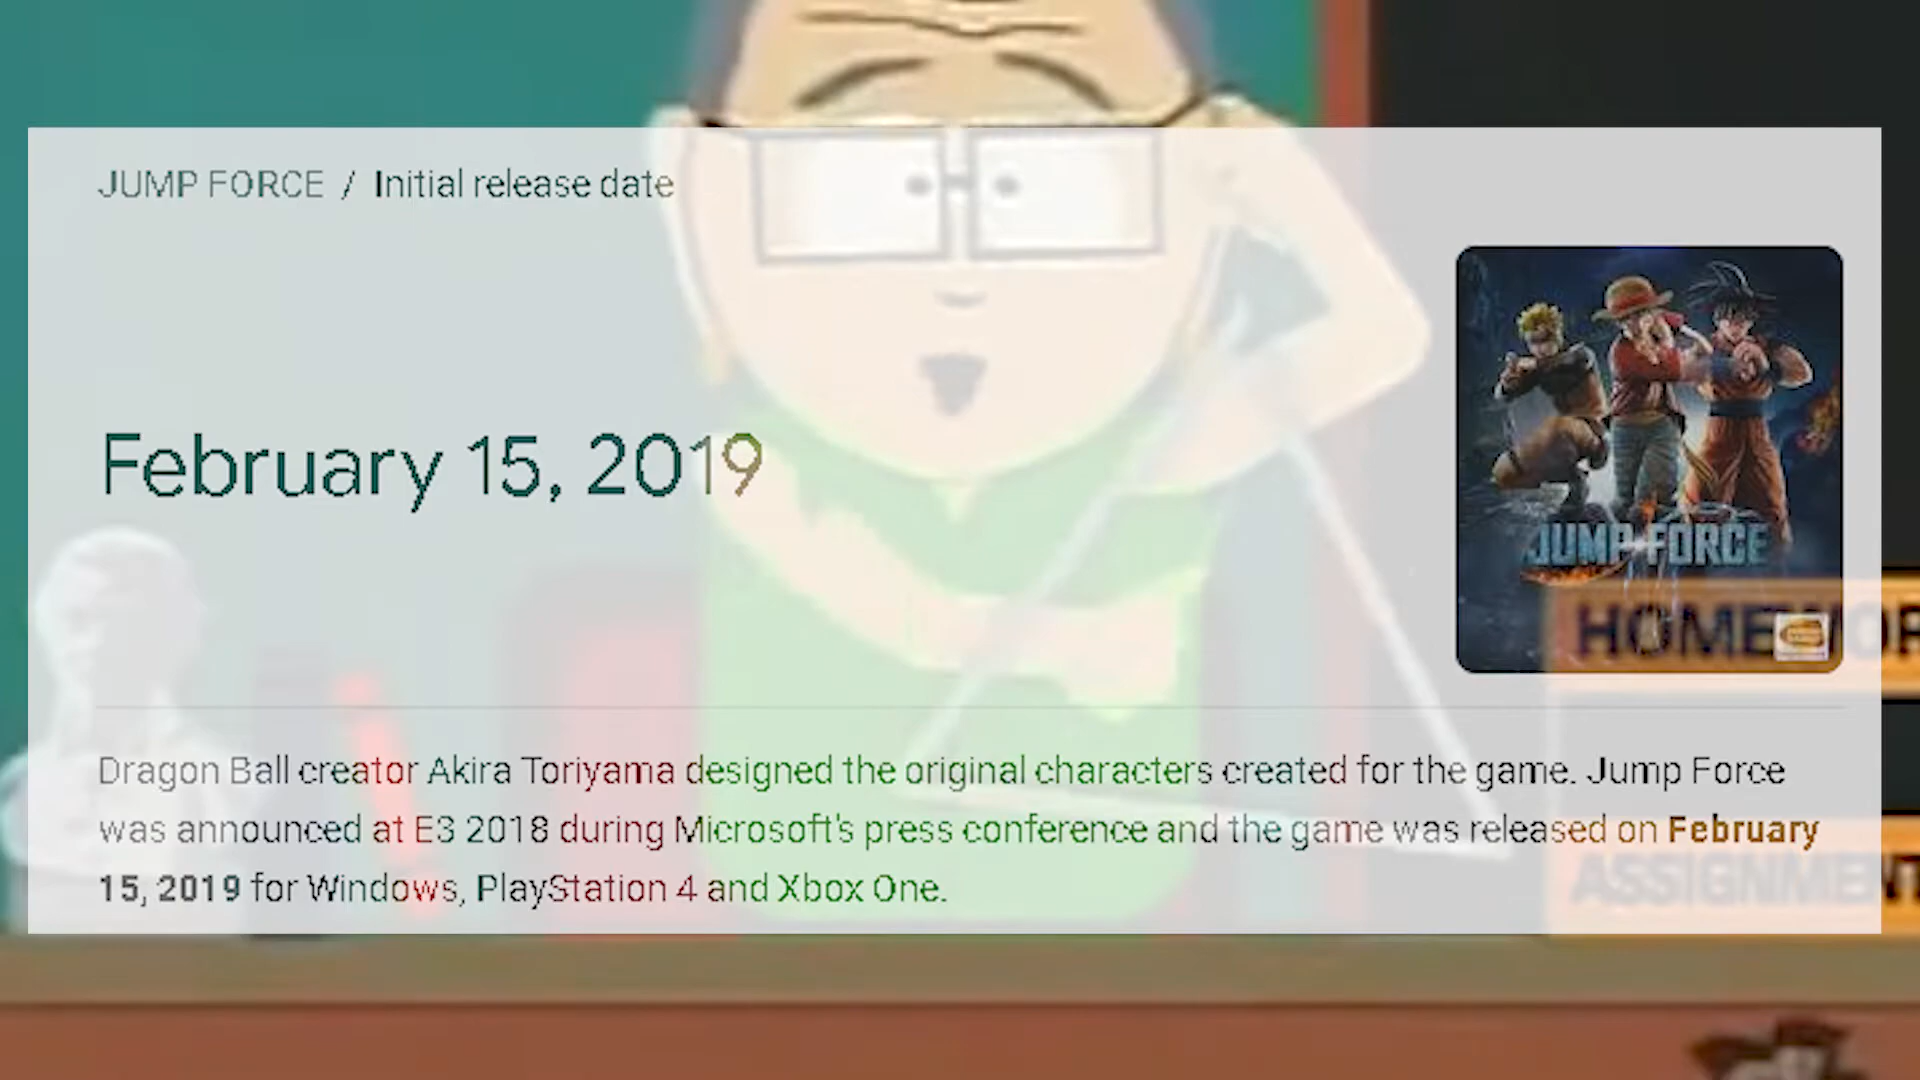 JUMP FORCE / Initial release date
February 15, 2019
JUMP FORCE
HOMEWOR
Dragon Ball creator Akira Toriyama designed the original characters created for the game. Jump Force
was announced at E3 2018 during Microsoft's press conference and the game was released on February
15, 2019 for Windows, PlayStation 4 and Xbox One.
ASSIGNMENT